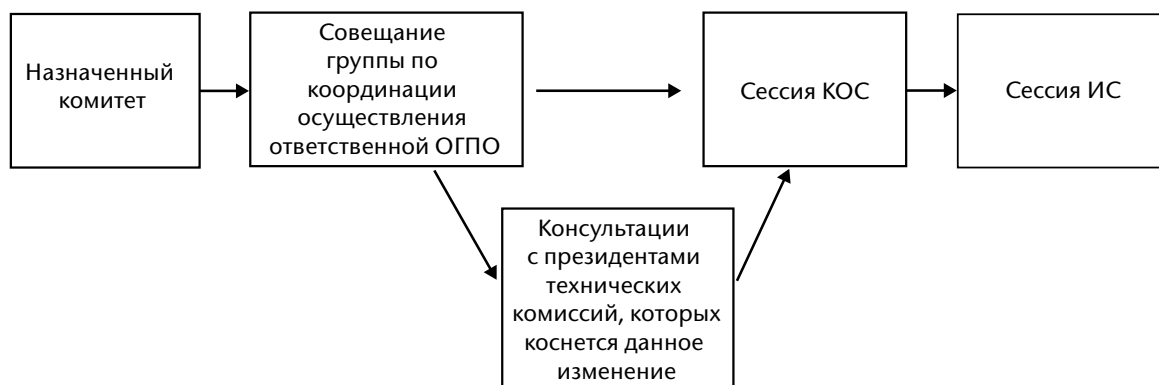 Назначенный
комитет
Совещание
группы по
координации
осуществления
ответственной ОГПО
Сессия КОС
Сессия ИС
Консультации
с президентами
технических
комиссий, которых
коснется данное
изменение